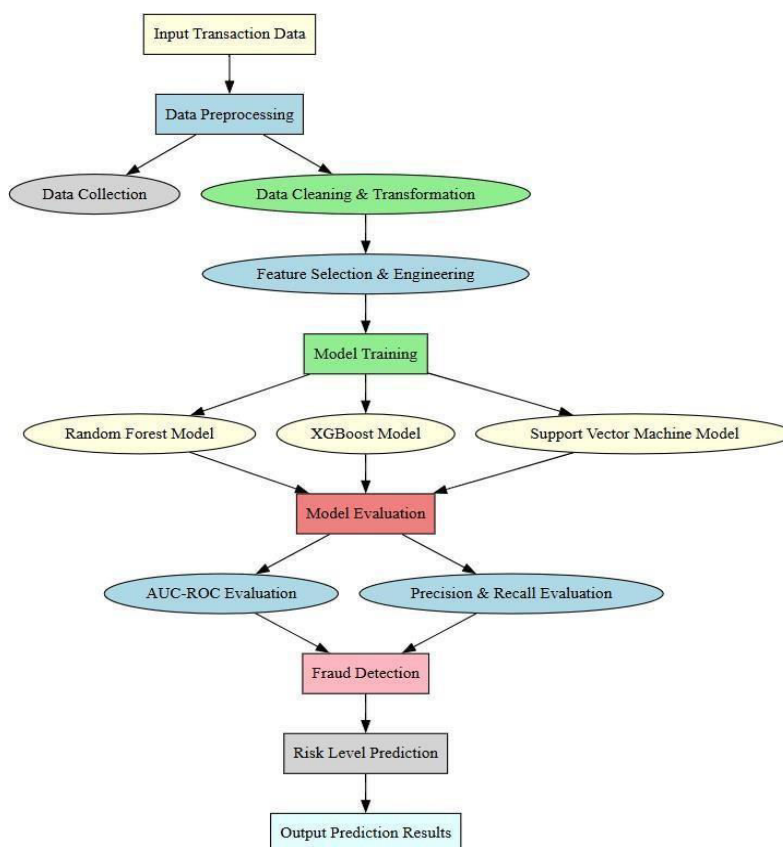 Input Transaction Data
Data Preprocessing
Data Collection
Data Cleaning & Transformation
Feature Selection & Engineering
Model Training
Random Forest Model
XGBoost Model
Support Vector Machine Model
Model Evaluation
AUC-ROC Evaluation
Precision & Recall Evaluation
Fraud Detection
Risk Level Prediction
Output Prediction Results